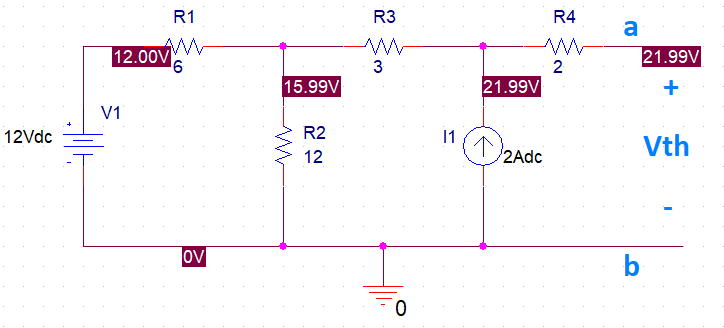 R1
R3
R4
a
12.00V
6
3
2
21.99V
+
15.99V
21.99V
V1
+
12Vdc
-
R2
12
I1
2Adc
Vth
-
0V
b
0